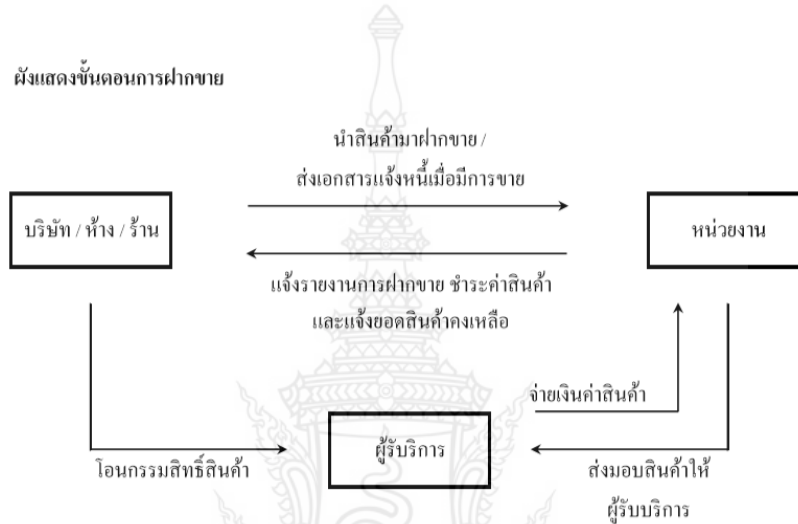 ผังแสดงขั้นตอนการฝากขาย
นำสินค้ามาฝากขาย /
ส่งเอกสารแจ้งหนี้เมื่อมีการขาย
บริษัท / ห้าง / ร้าน
หน่วยงาน
แจ้งรายงานการฝากขาย ชำระค่าสินค้า
และแจ้งยอดสินค้าคงเหลือ
จ่ายเงินค่าสินค้า
ผู้รับริการ
โอนกรรมสิทธิ์สินค้า
ส่งมอบสินค้าให้
ผู้รับบริการ